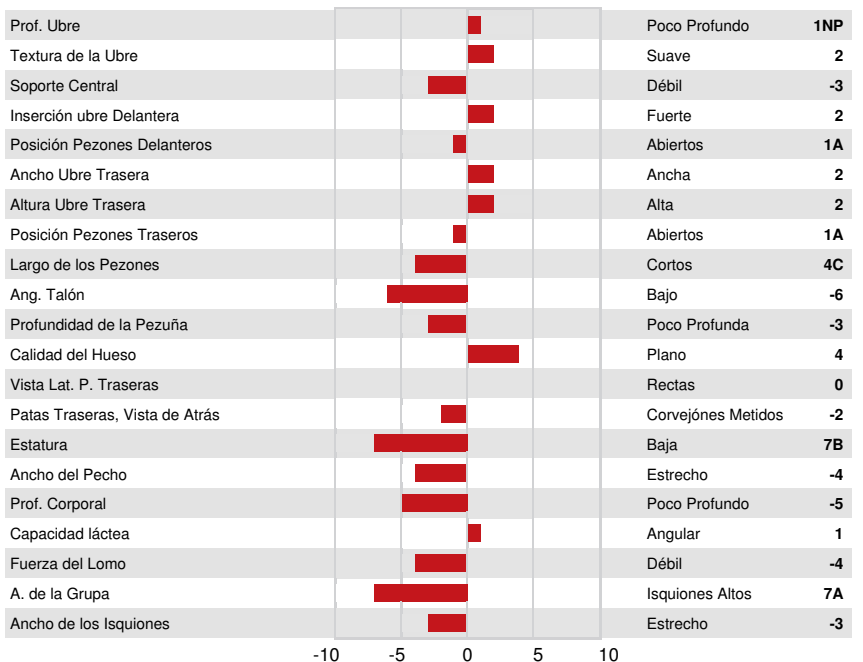 Prof. Ubre Poco Profundo 1NP
Textura de la Ubre Suave 2
Soporte Central Débil -3
Inserción ubre Delantera Fuerte 2
Posición Pezones Delanteros Abiertos 1A
Ancho Ubre Trasera Ancha 2
Altura Ubre Trasera Alta 2
Posición Pezones Traseros Abiertos 1A
Largo de los Pezones Cortos 4C
Ang. Talón Bajo -6
Profundidad de la Pezuña Poco Profunda -3
Calidad del Hueso Plano 4
Vista Lat. P. Traseras Rectas 0
Patas Traseras, Vista de Atrás Corvejónes Metidos -2
Estatura Baja 7B
Ancho del Pecho Estrecho -4
Prof. Corporal Poco Profundo -5
Capacidad láctea Angular 1
Fuerza del Lomo Débil -4
A. de la Grupa Isquiones Altos 7A
Ancho de los Isquiones Estrecho -3
-10 -5 0 5 10